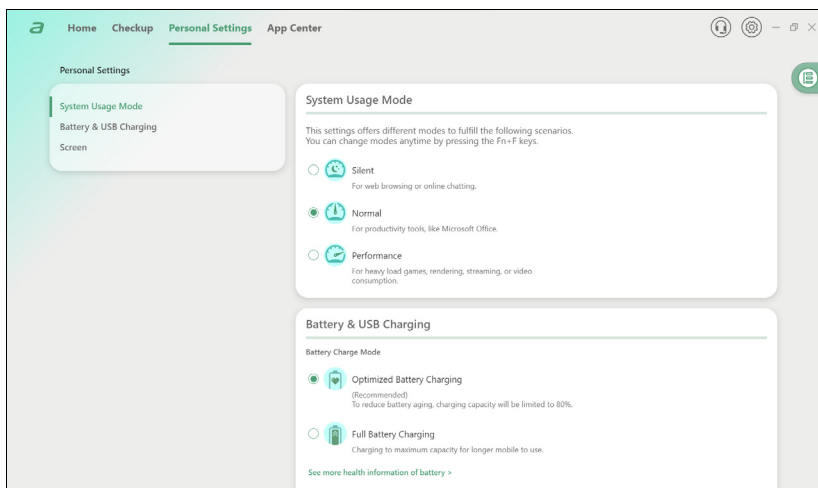 a Home Checkup Personal Settings App Center
Personal Settings
System Usage Mode
Battery & USB Charging
Screen
System Usage Mode
This settings offers different modes to fulfill the following scenarios.
You can change modes anytime by pressing the Fn+F keys.
Silent
For web browsing or online chatting.
Normal
For productivity tools, like Microsoft Office.
Performance
For heavy load games, rendering, streaming, or video
consumption.
Battery & USB Charging
Battery Charge Mode
Optimized Battery Charging
(Recommended)
To reduce battery aging, charging capacity will be limited to 80%.
Full Battery Charging
Charging to maximum capacity for longer mobile to use.
See more health information of battery >